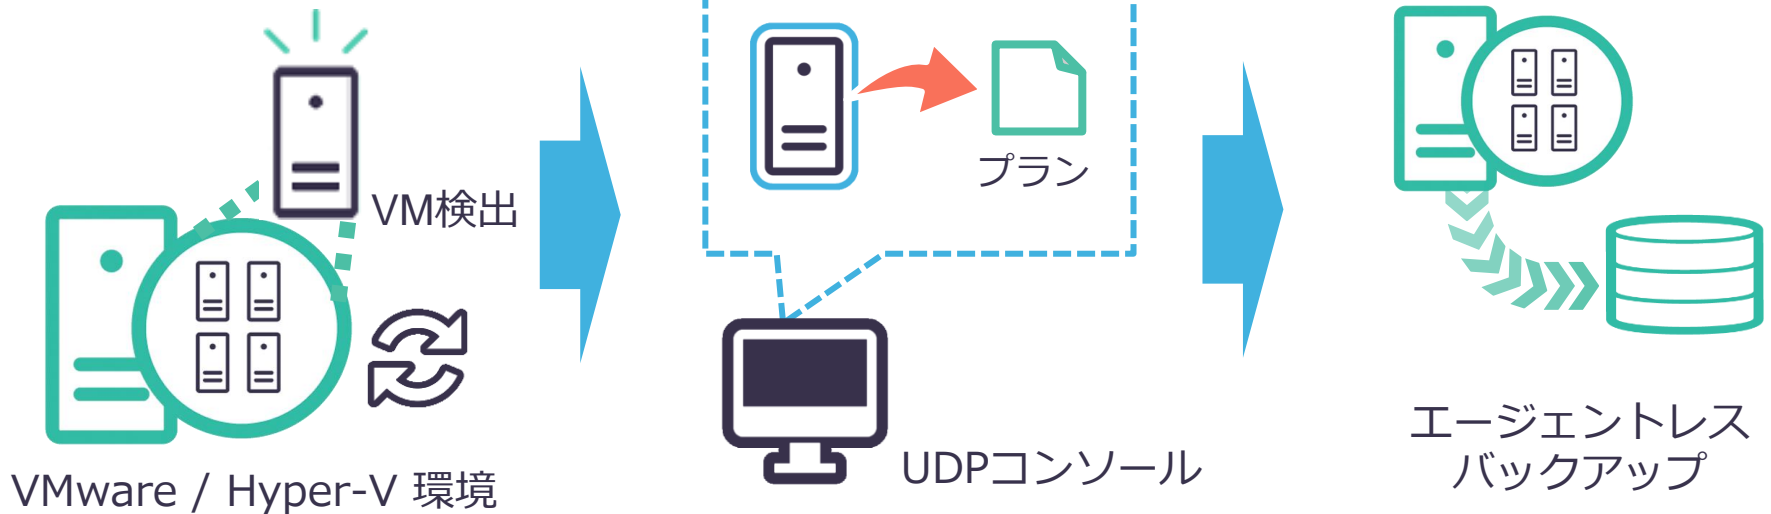 VM検出
VMware / Hyper-V 環境
プラン
UDPコンソール
エージェントレス
バックアップ